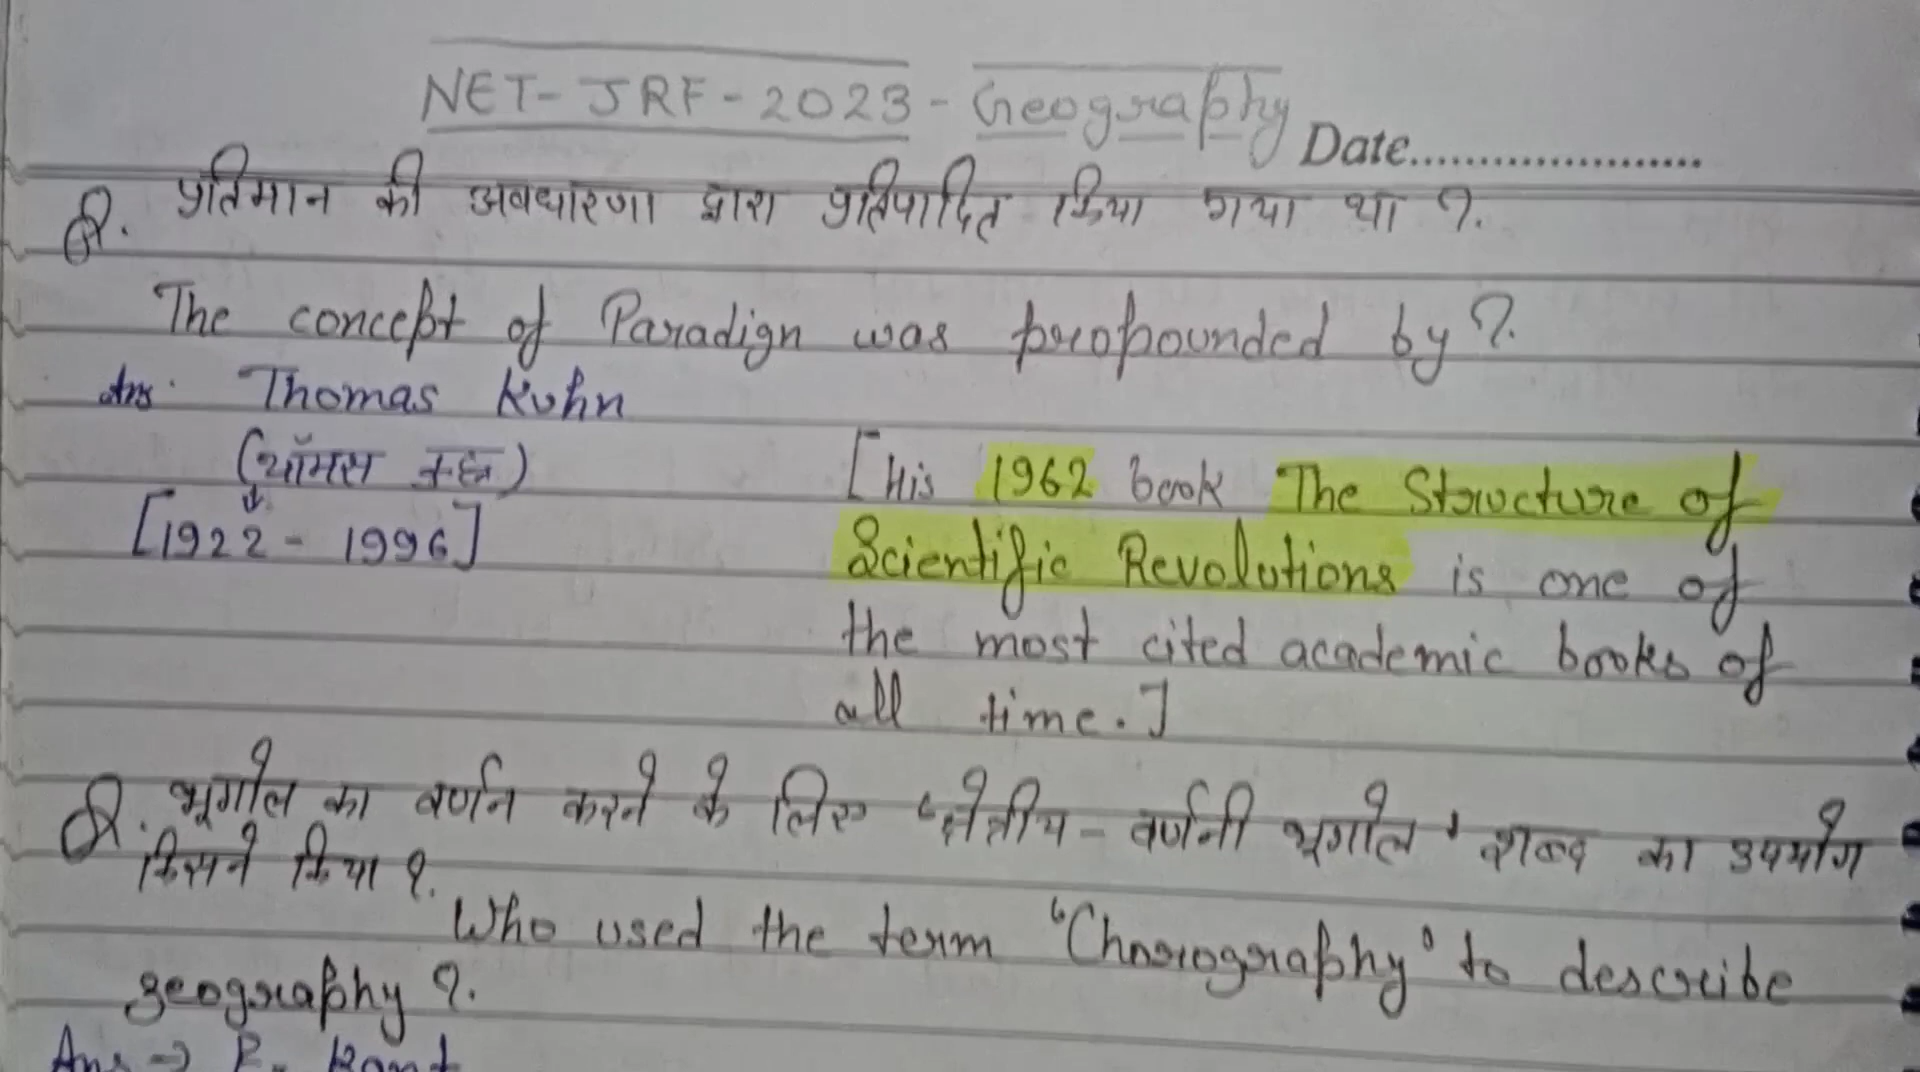 NET-JRF-2023-Geography
Date......................
Q. प्रतिमान की अवधारणा द्वारा प्रतिपादित किया गया था ?.
The concept of Paradign was propounded by ?.
Ans. Thomas Kuhn
(थॉमस कुहन)
[1922 - 1996]
[His 1962 book The Structure of
Scientific Revolutions is one of
the most cited academic books of
all time.]
Q. भूगोल का वर्णन करने के लिए 'क्षेत्रीय-वर्णनी भूगोल' शब्द का उपयोग
किसने किया ?.
Who used the term 'Chorography' to describe
geography ?.
Ans → E. Kant